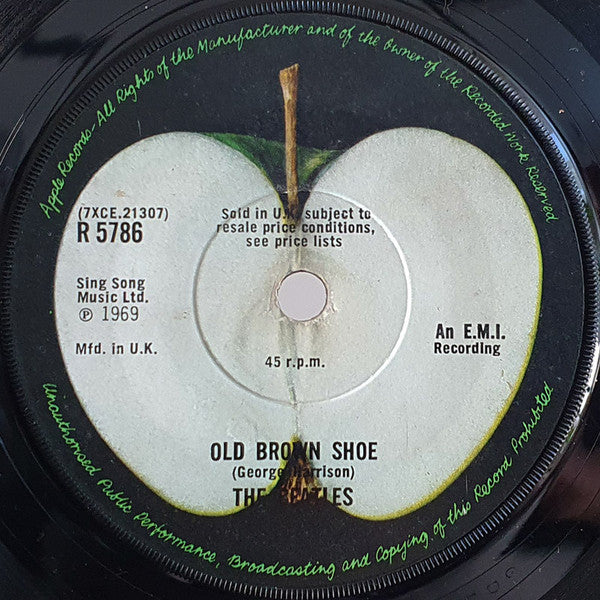 Apple Records-All Rights of the Manufacturer and of the Owner of the Recorded Work Reserved
(7XCE.21307)
R 5786
Sold in U.K. subject to
resale price conditions,
see price lists
Sing Song
Music Ltd.
℗ 1969
Mfd. in U.K.
An E.M.I.
Recording
45 r.p.m.
OLD BROWN SHOE
(George Harrison)
THE BEATLES
Unauthorised Public Performance, Broadcasting and Copying of this Record Prohibited